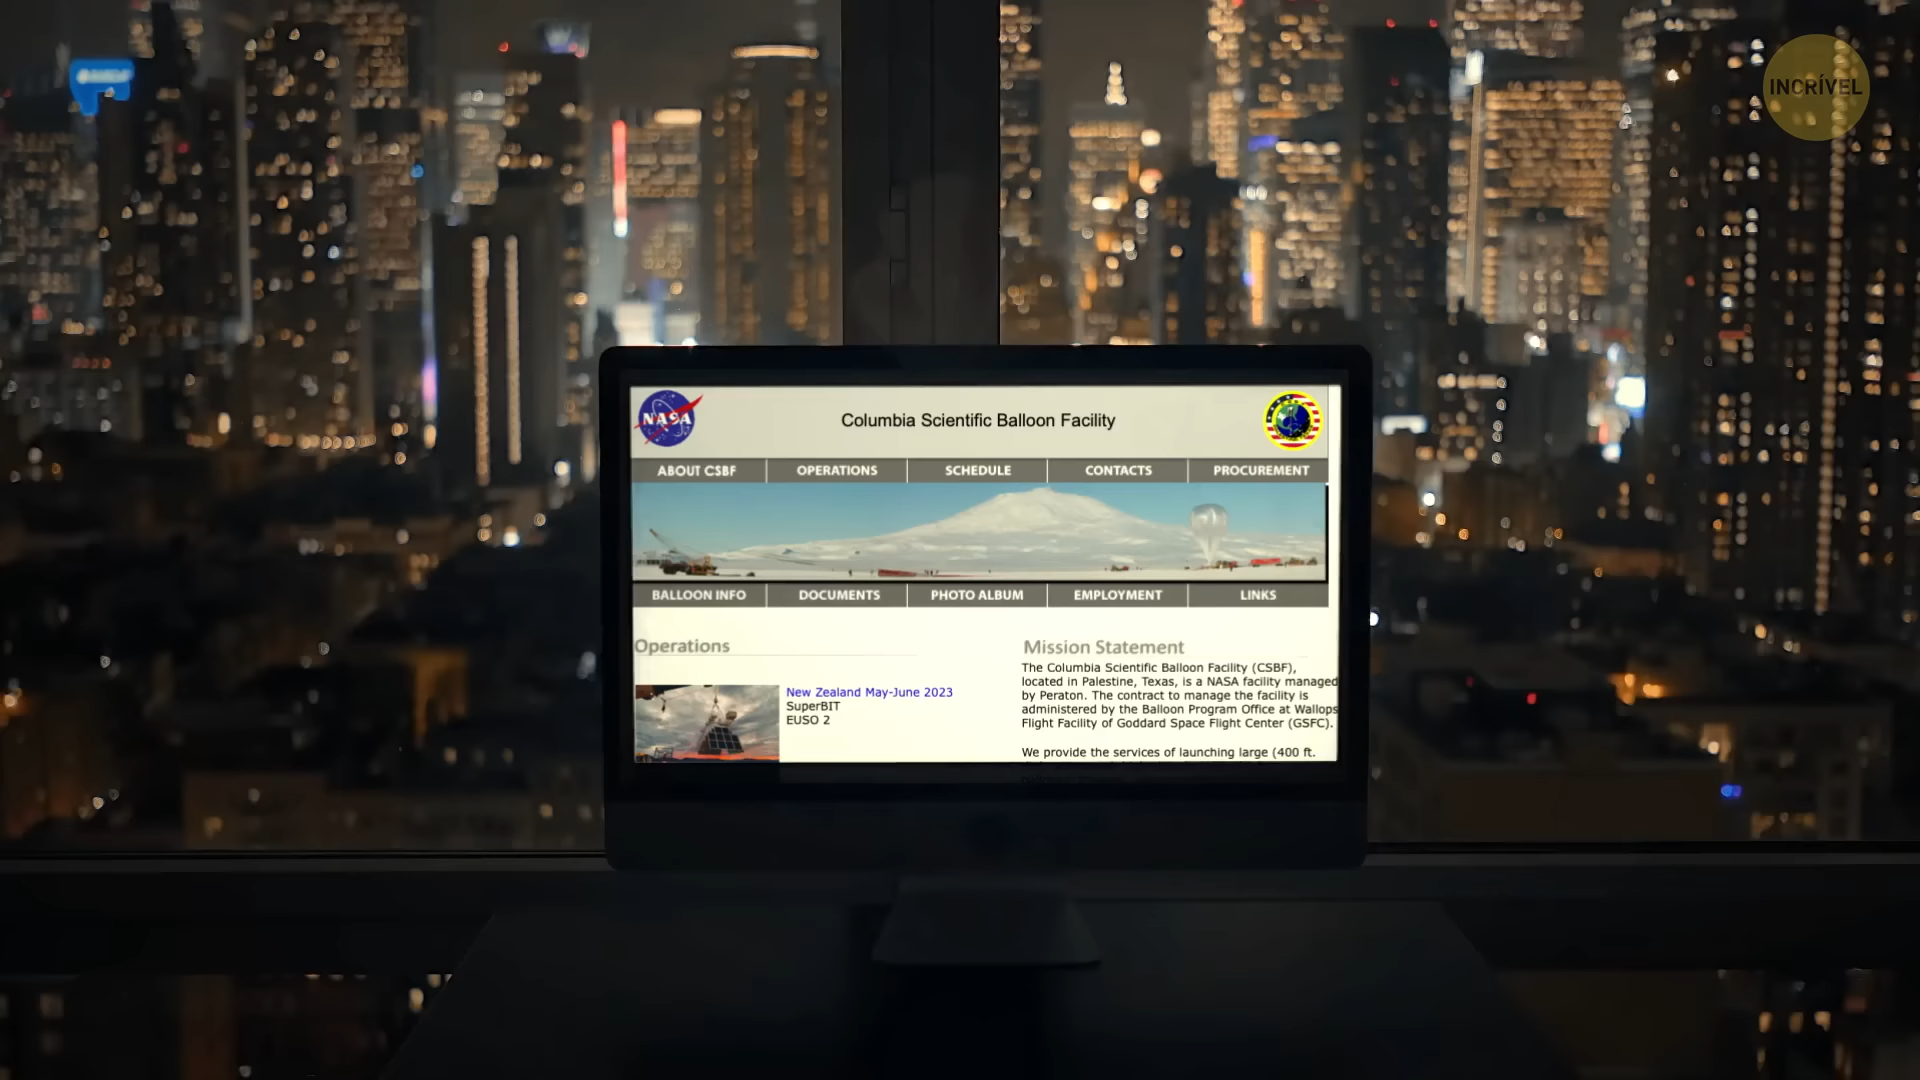 INCRÍVEL
NASA
Columbia Scientific Balloon Facility
ABOUT CSBF
OPERATIONS
SCHEDULE
CONTACTS
PROCUREMENT
BALLOON INFO
DOCUMENTS
PHOTO ALBUM
EMPLOYMENT
LINKS
Operations
New Zealand May-June 2023
SuperBIT
EUSO 2
Mission Statement
The Columbia Scientific Balloon Facility (CSBF),
located in Palestine, Texas, is a NASA facility managed
by Peraton. The contract to manage the facility is
administered by the Balloon Program Office at Wallops
Flight Facility of Goddard Space Flight Center (GSFC).
We provide the services of launching large (400 ft.